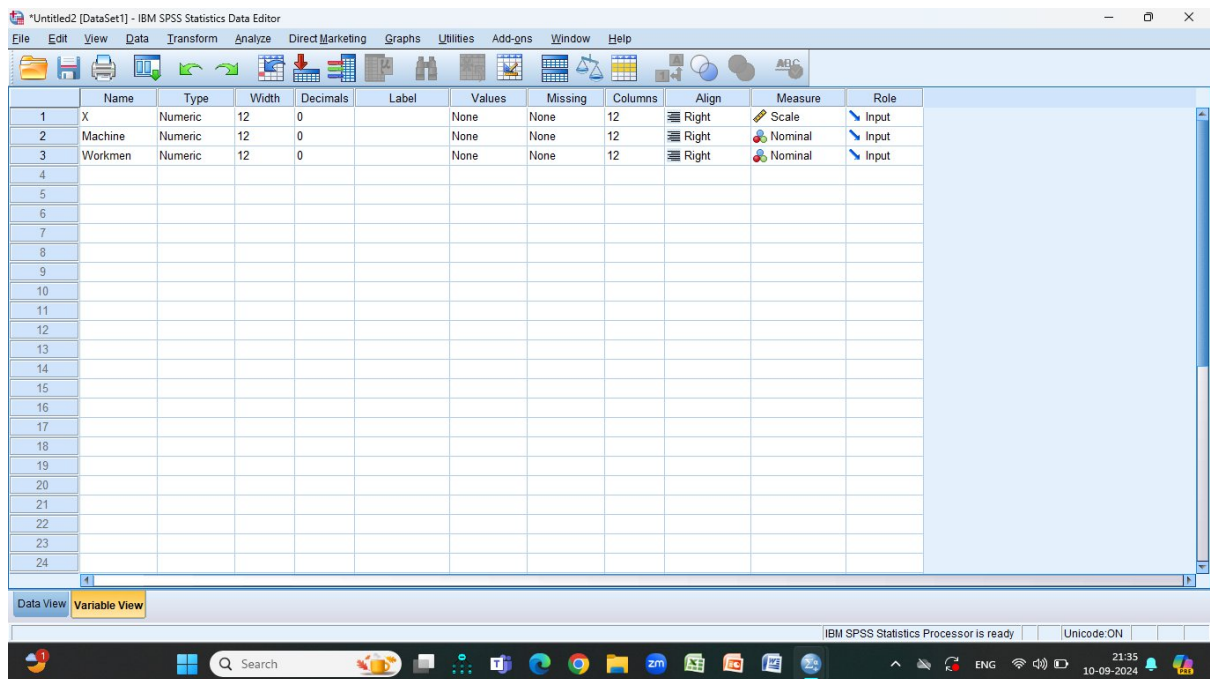 *Untitled2 [DataSet1] - IBM SPSS Statistics Data Editor
File Edit View Data Transform Analyze Direct Marketing Graphs Utilities Add-ons Window Help
Name Type Width Decimals Label Values Missing Columns Align Measure Role
1 X Numeric 12 0 None None 12 Right Scale Input
2 Machine Numeric 12 0 None None 12 Right Nominal Input
3 Workmen Numeric 12 0 None None 12 Right Nominal Input
4
5
6
7
8
9
10
11
12
13
14
15
16
17
18
19
20
21
22
23
24
Data View Variable View
IBM SPSS Statistics Processor is ready Unicode:ON
1 Search zm ENG 21:35
10-09-2024